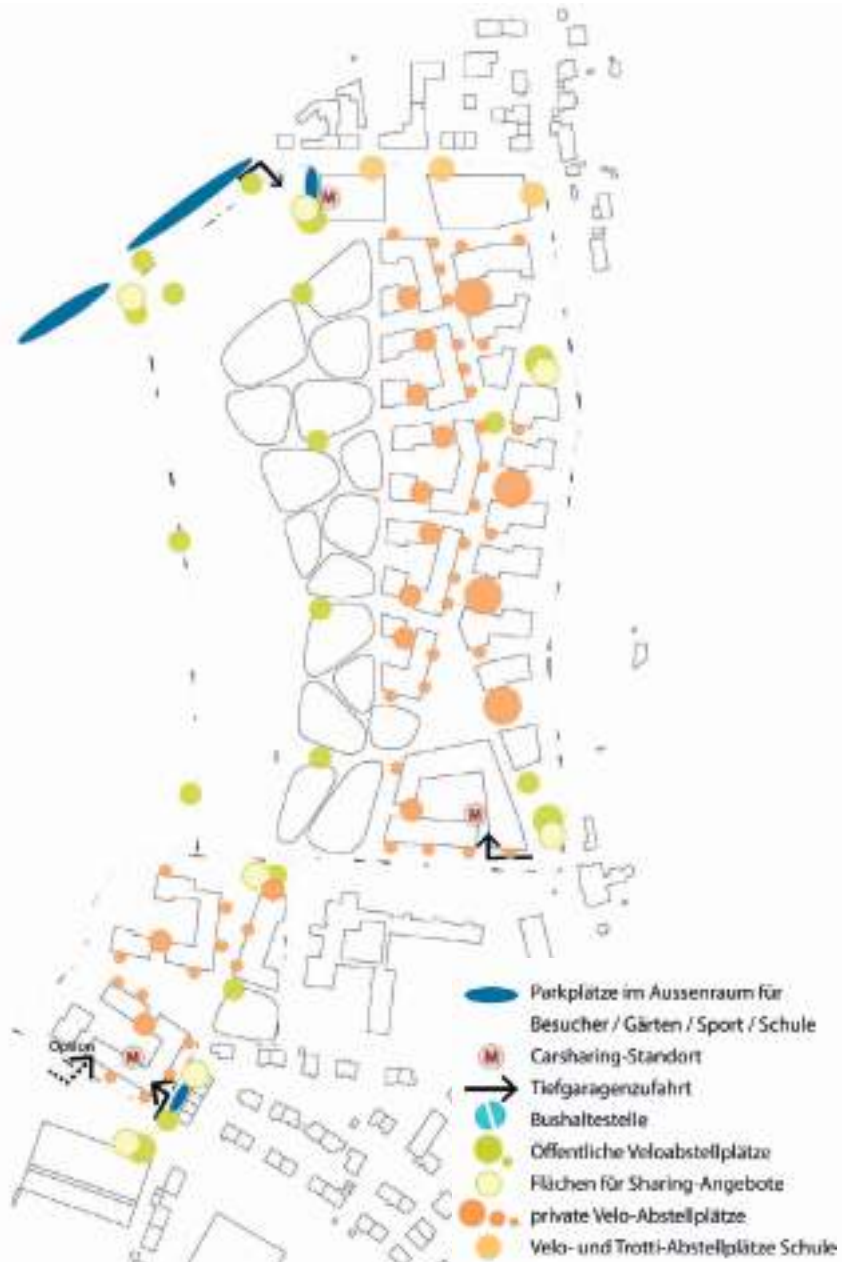 M
M
Option
M
Parkplätze im Aussenraum für
Besucher / Gärten / Sport / Schule
M Carsharing-Standort
Tiefgaragenzufahrt
Bushaltestelle
Öffentliche Veloabstellplätze
Flächen für Sharing-Angebote
private Velo-Abstellplätze
Velo- und Trotti-Abstellplätze Schule